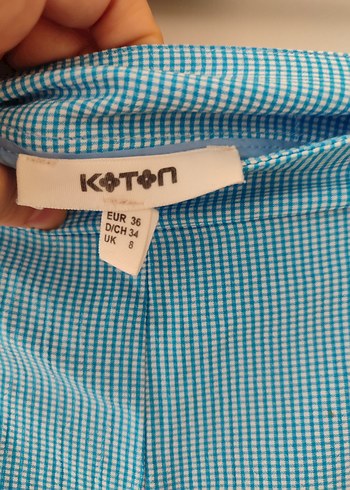 KOTON
EUR 36
D/CH 34
UK 8